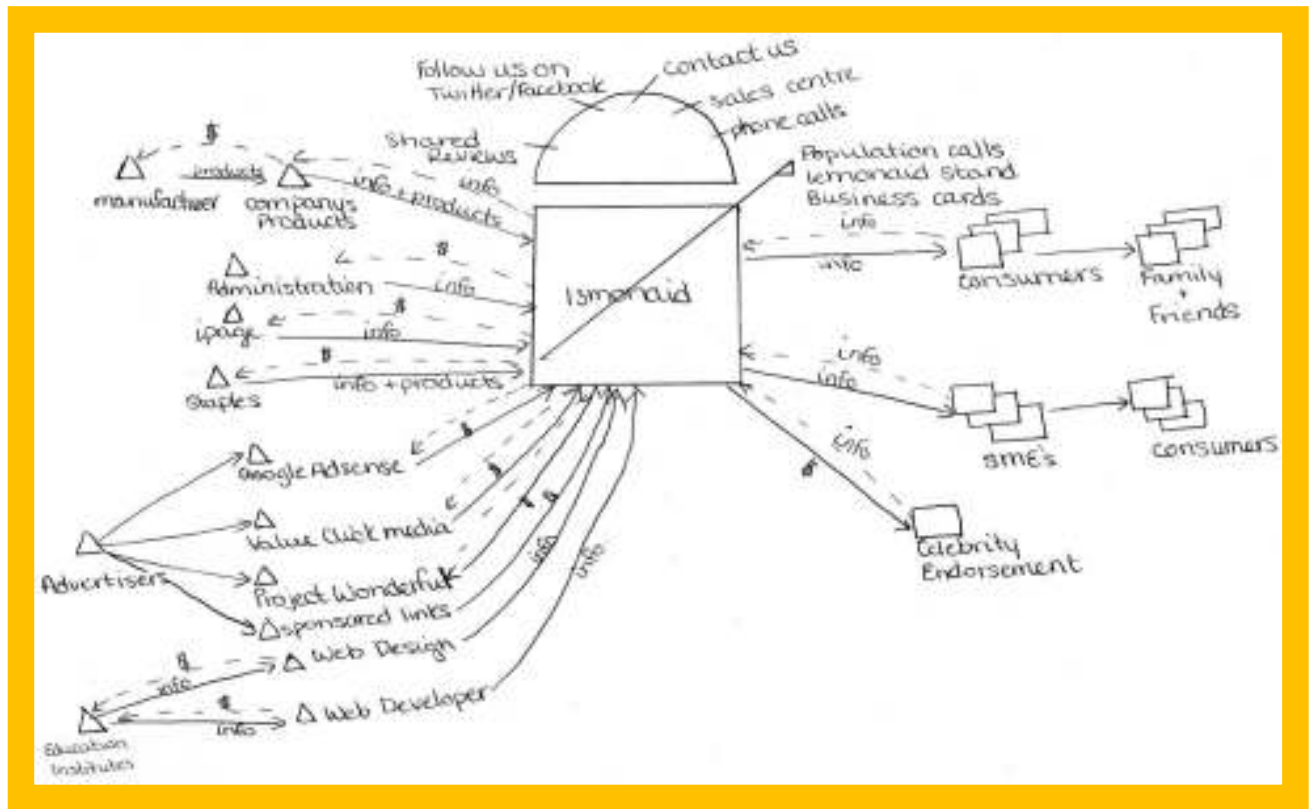 Follow us on
Twitter/Facebook
contact us
sales centre
phone calls
Shared
Reviews
Population calls
lemonaid stand
Business cards
$
products
manufacturer
companys
Products
info
info + products
$
Administration
info
$
ipage
info
$
Staples
info + products
Ismonaid
info
info
consumers
Family
+
Friends
info
info
SME's
consumers
info
$
Celebrity
Endorsement
Google Adsense
$
Value Click media
$
Project Wonderful
$
sponsored links
$
Advertisers
Web Design
info
$
info
Web Developer
info
$
info
Education
Institutes